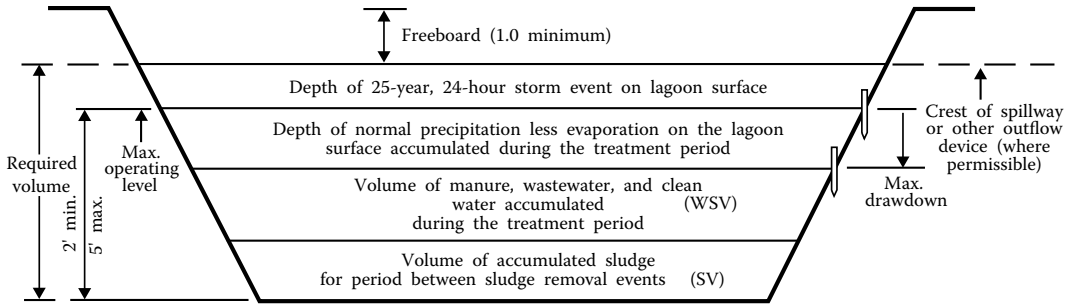 Freeboard (1.0 minimum)
Depth of 25-year, 24-hour storm event on lagoon surface
Depth of normal precipitation less evaporation on the lagoon
surface accumulated during the treatment period
Volume of manure, wastewater, and clean
water accumulated (WSV)
during the treatment period
Volume of accumulated sludge
for period between sludge removal events (SV)
Required
volume
2' min.
5' max.
Max.
operating
level
Crest of spillway
or other outflow
device (where
permissible)
Max.
drawdown